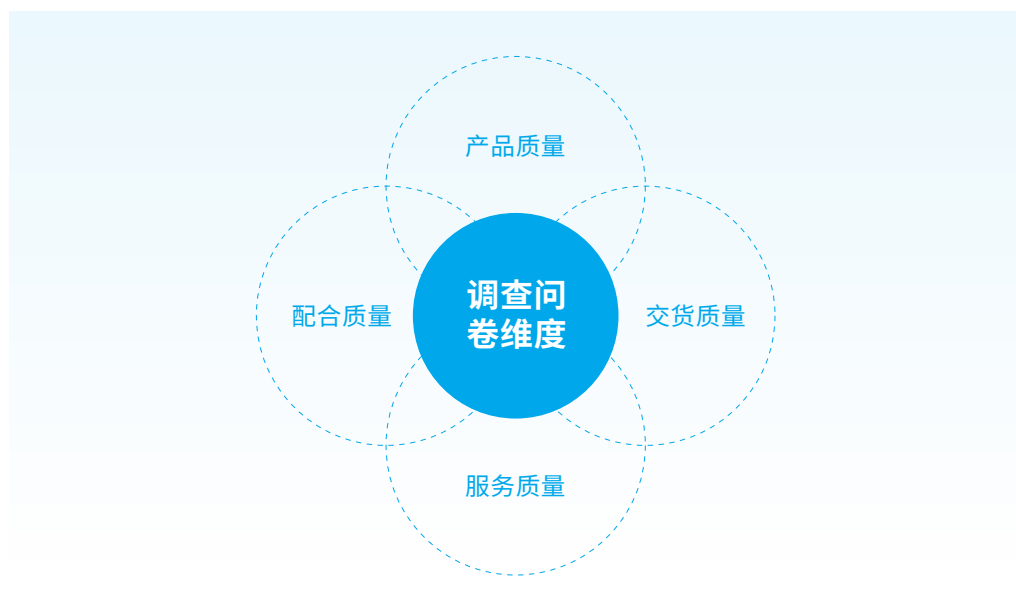 产品质量
配合质量
调查问
卷维度
交货质量
服务质量